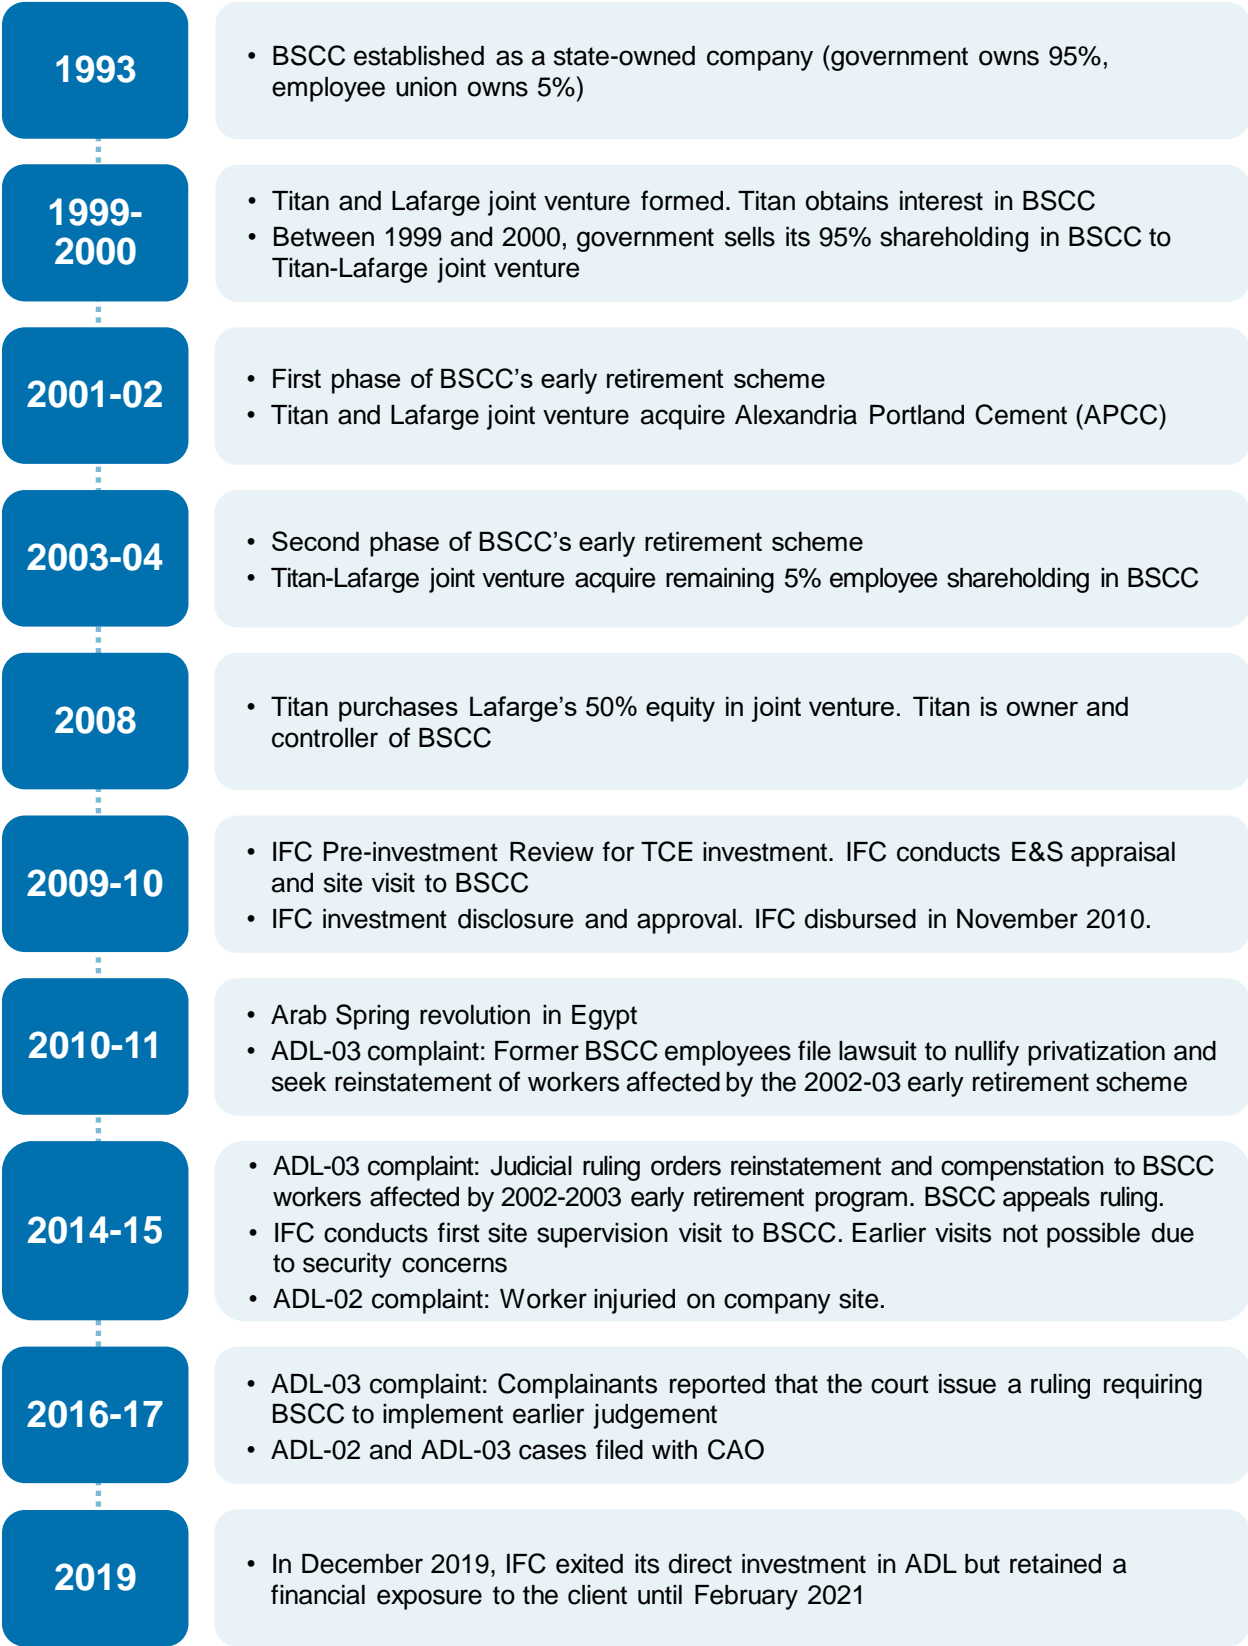 1993
• BSCC established as a state-owned company (government owns 95%,
employee union owns 5%)
1999-
2000
• Titan and Lafarge joint venture formed. Titan obtains interest in BSCC
• Between 1999 and 2000, government sells its 95% shareholding in BSCC to
Titan-Lafarge joint venture
2001-02
• First phase of BSCC’s early retirement scheme
• Titan and Lafarge joint venture acquire Alexandria Portland Cement (APCC)
2003-04
• Second phase of BSCC’s early retirement scheme
• Titan-Lafarge joint venture acquire remaining 5% employee shareholding in BSCC
2008
• Titan purchases Lafarge’s 50% equity in joint venture. Titan is owner and
controller of BSCC
2009-10
• IFC Pre-investment Review for TCE investment. IFC conducts E&S appraisal
and site visit to BSCC
• IFC investment disclosure and approval. IFC disbursed in November 2010.
2010-11
• Arab Spring revolution in Egypt
• ADL-03 complaint: Former BSCC employees file lawsuit to nullify privatization and
seek reinstatement of workers affected by the 2002-03 early retirement scheme
2014-15
• ADL-03 complaint: Judicial ruling orders reinstatement and compenstation to BSCC
workers affected by 2002-2003 early retirement program. BSCC appeals ruling.
• IFC conducts first site supervision visit to BSCC. Earlier visits not possible due
to security concerns
• ADL-02 complaint: Worker injuried on company site.
2016-17
• ADL-03 complaint: Complainants reported that the court issue a ruling requiring
BSCC to implement earlier judgement
• ADL-02 and ADL-03 cases filed with CAO
2019
• In December 2019, IFC exited its direct investment in ADL but retained a
financial exposure to the client until February 2021